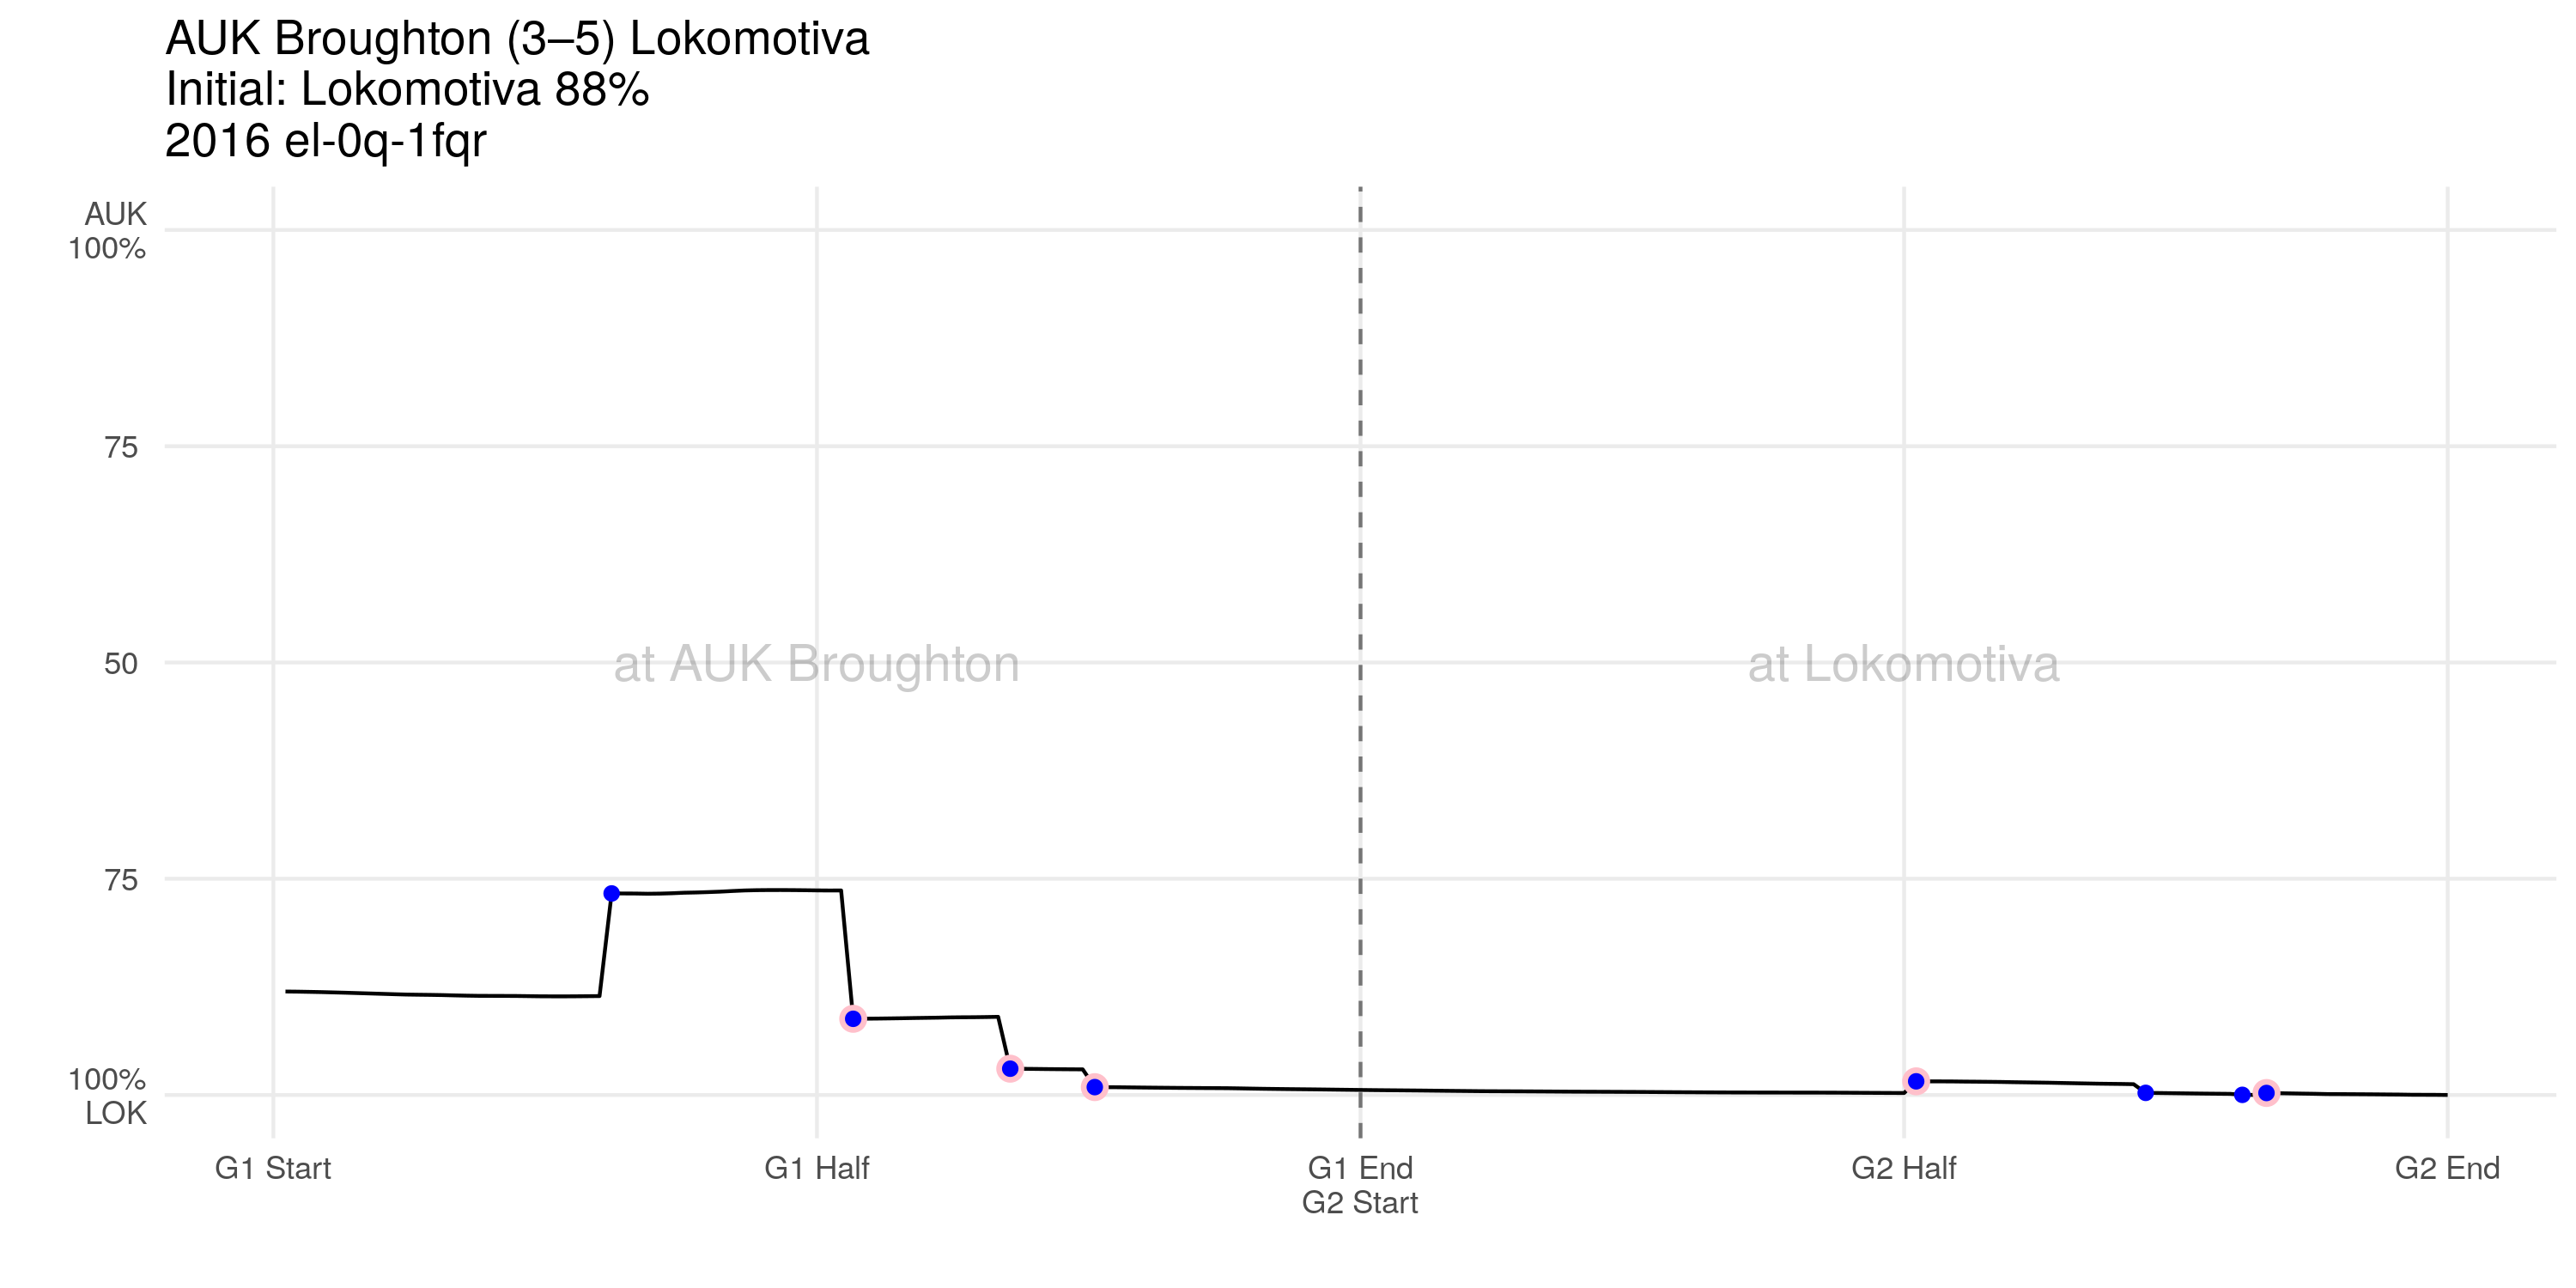 AUK Broughton (3–5) Lokomotiva
Initial: Lokomotiva 88%
2016 el-0q-1fqr
AUK
100%
75
50
75
100%
LOK
at AUK Broughton
at Lokomotiva
G1 Start
G1 Half
G1 End
G2 Start
G2 Half
G2 End